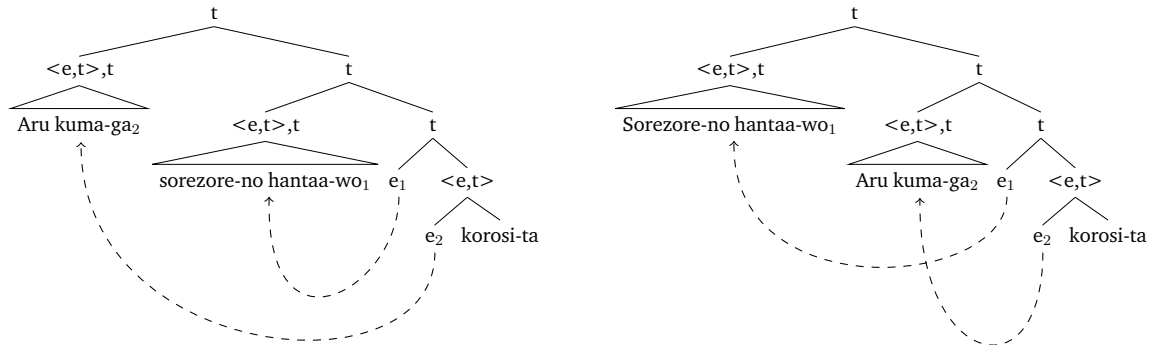 t
t
<e,t>,t
t
<e,t>,t
t
Aru kuma-ga₂
<e,t>,t
t
Sorezore-no hantaa-wo₁
<e,t>,t
t
sorezore-no hantaa-wo₁
e₁
<e,t>
Aru kuma-ga₂
e₁
<e,t>
e₂
korosi-ta
e₂
korosi-ta